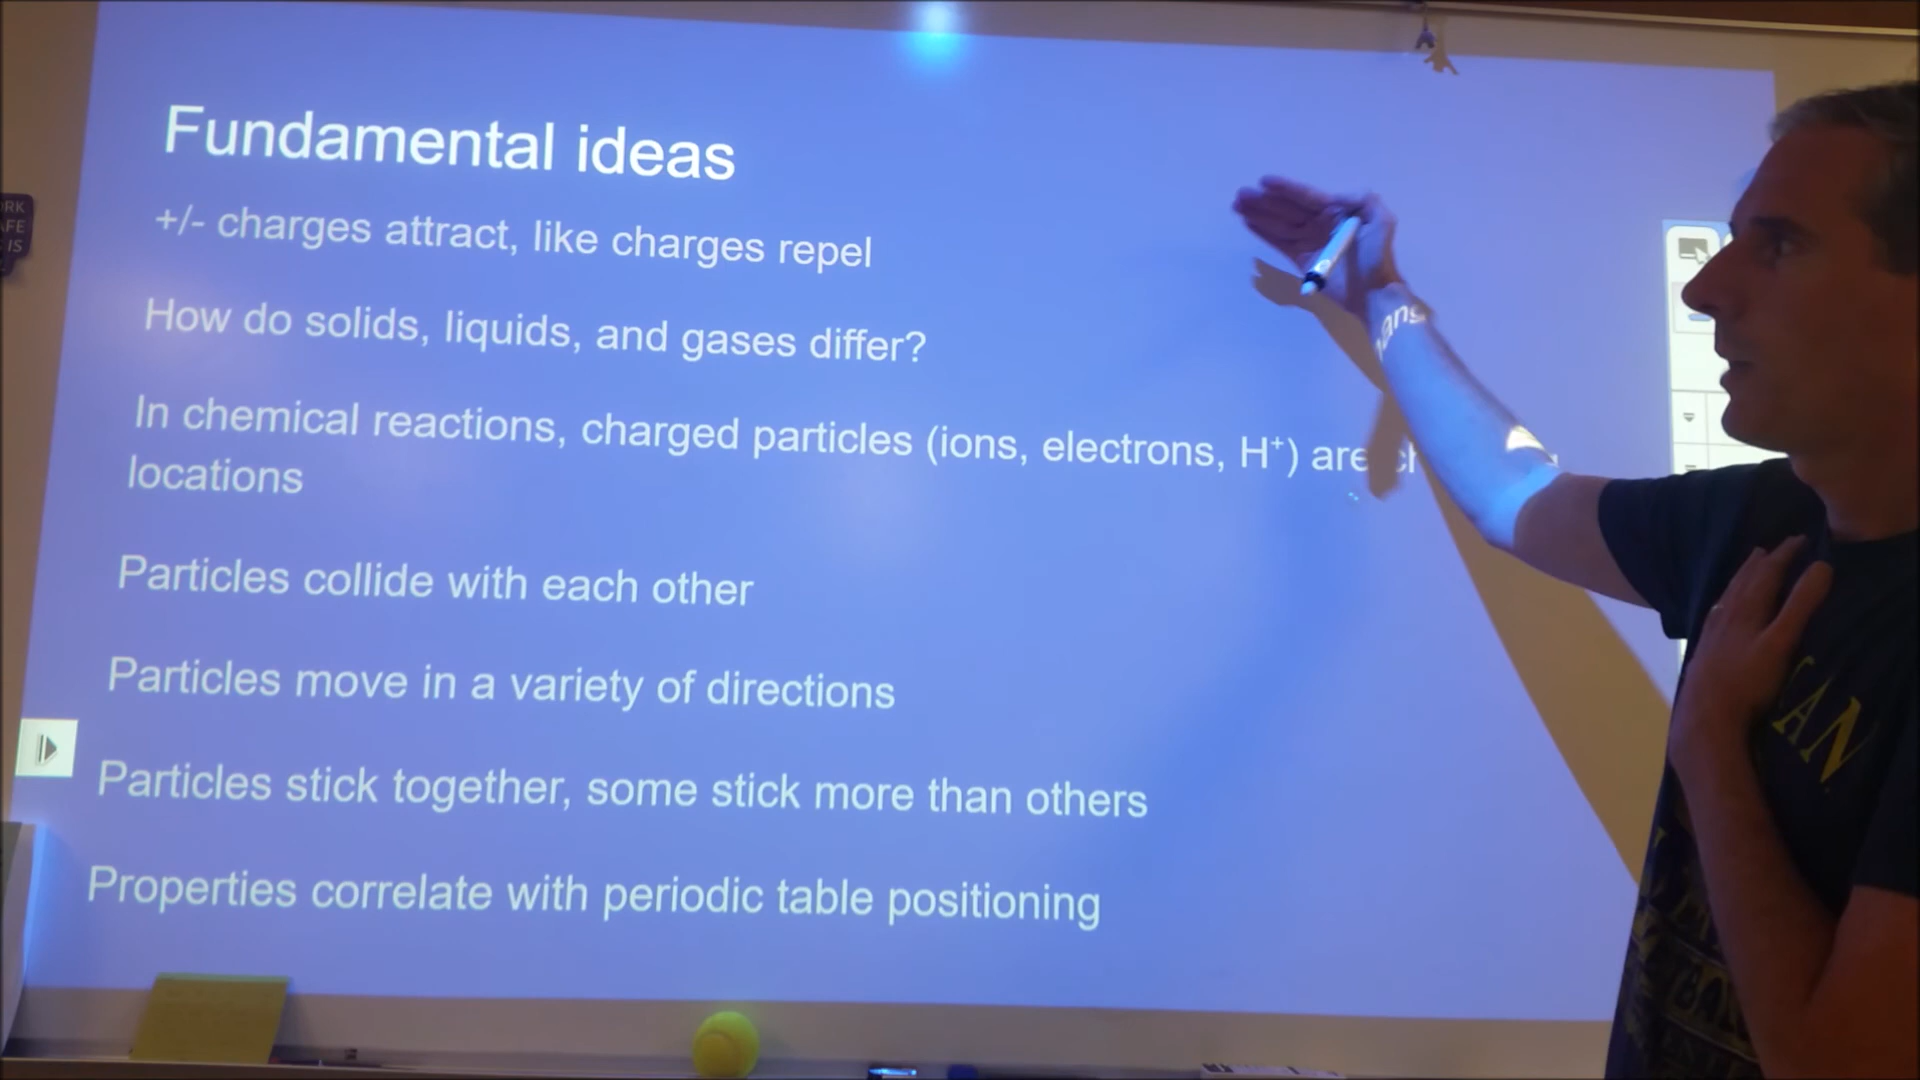 Fundamental ideas
+/- charges attract, like charges repel
How do solids, liquids, and gases differ?
In chemical reactions, charged particles (ions, electrons, H⁺) are
locations
Particles collide with each other
Particles move in a variety of directions
Particles stick together, some stick more than others
Properties correlate with periodic table positioning